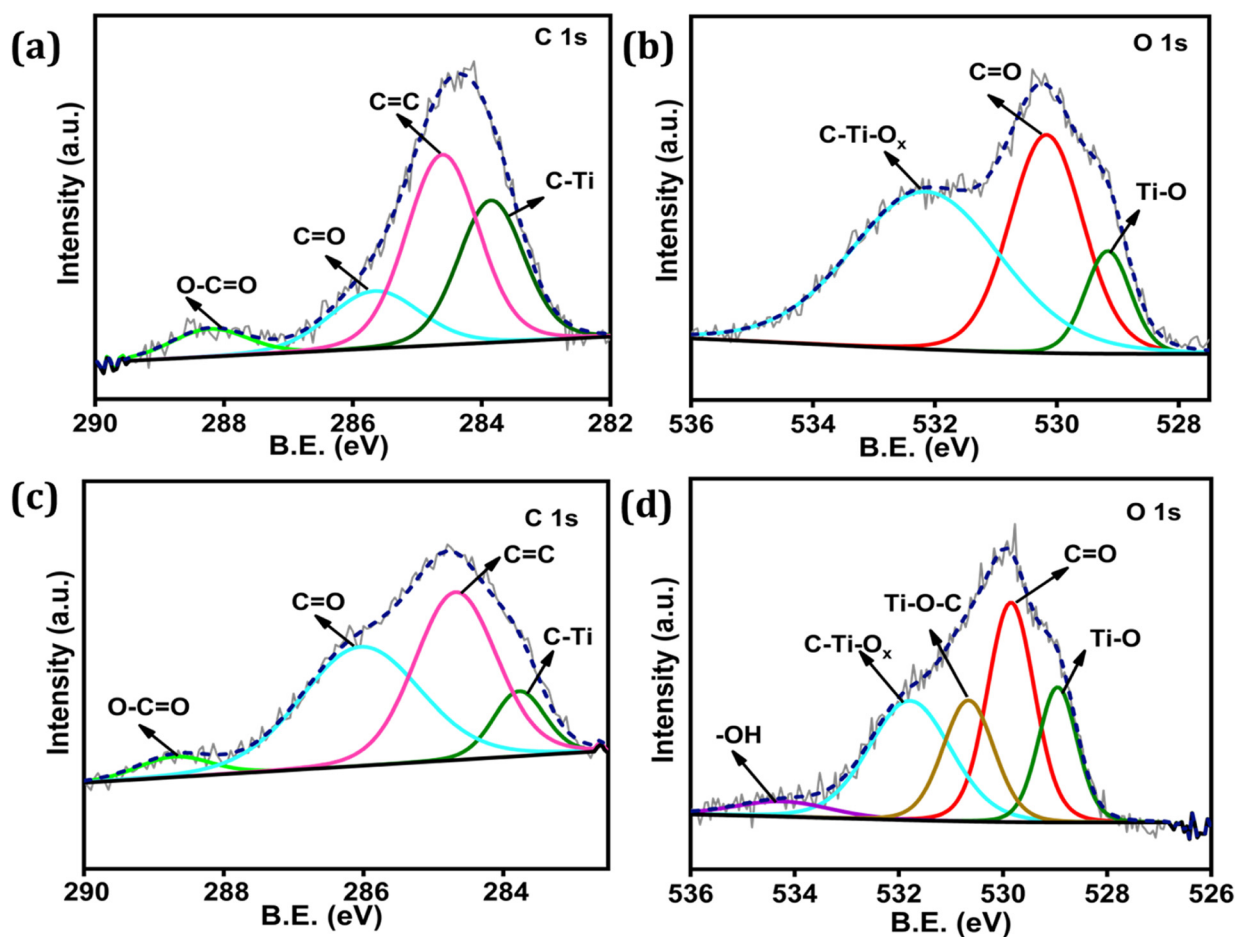 (a)
C 1s
C=C
C-Ti
C=O
O-C=O
Intensity (a.u.)
290 288 286 284 282
B.E. (eV)
(b)
O 1s
C=O
C-Ti-Oₓ
Ti-O
Intensity (a.u.)
536 534 532 530 528
B.E. (eV)
(c)
C 1s
C=C
C=O
C-Ti
O-C=O
Intensity (a.u.)
290 288 286 284
B.E. (eV)
(d)
O 1s
C=O
Ti-O-C
Ti-O
C-Ti-Oₓ
-OH
Intensity (a.u.)
536 534 532 530 528 526
B.E. (eV)